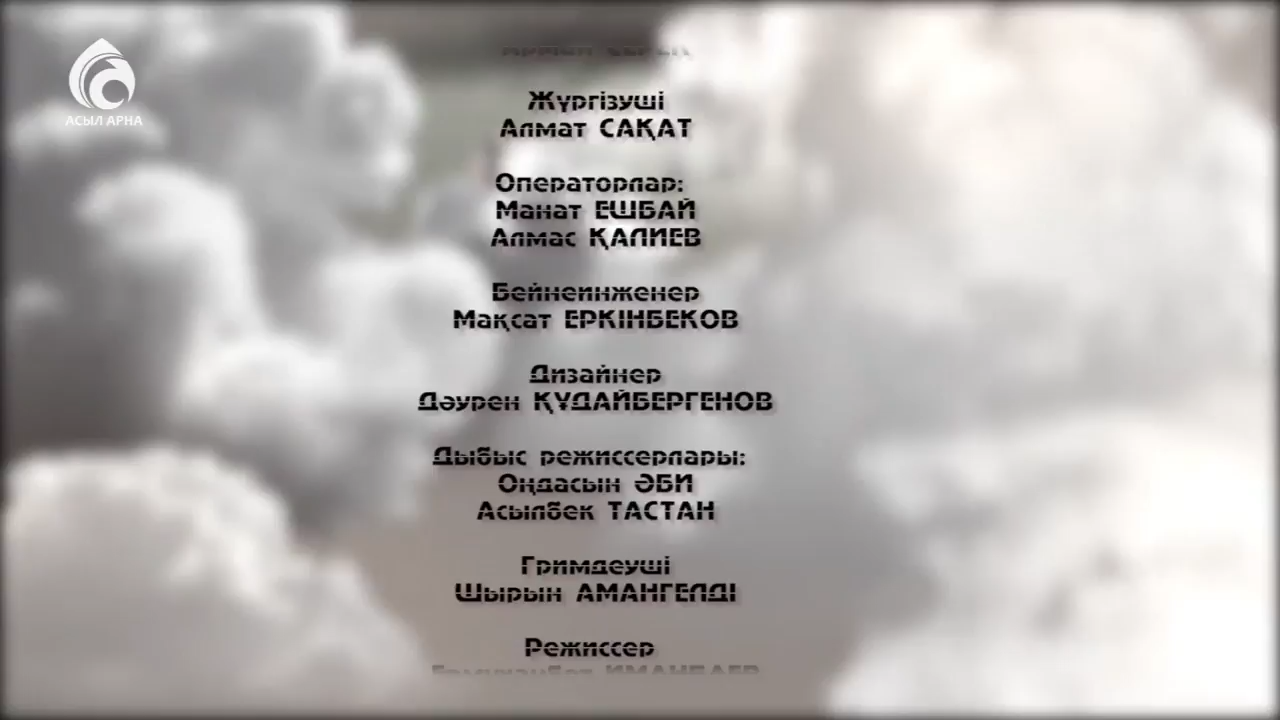 АСЫЛ АРНА
Жүргізуші
Алмат САҚАТ
Операторлар:
Манат ЕШБАЙ
Алмас ҚАЛИЕВ
Бейнеинженер
Мақсат ЕРКІНБЕКОВ
Дизайнер
Дәурен ҚҰДАЙБЕРГЕНОВ
Дыбыс режиссерлары:
Оңдасын ӘБИ
Асылбек ТАСТАН
Гримдеуші
Шырын АМАНГЕЛДІ
Режиссер